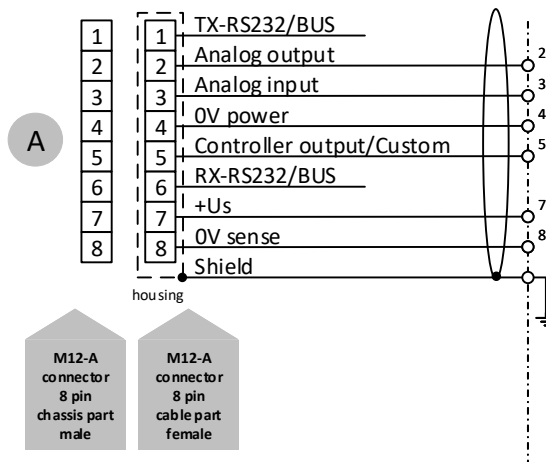 1 1 TX-RS232/BUS
2 2 Analog output 2
3 3 Analog input 3
4 4 0V power 4
A
5 5 Controller output/Custom 5
6 6 RX-RS232/BUS
7 7 +Us 7
8 8 0V sense 8
Shield
housing
M12-A
connector
8 pin
chassis part
male
M12-A
connector
8 pin
cable part
female